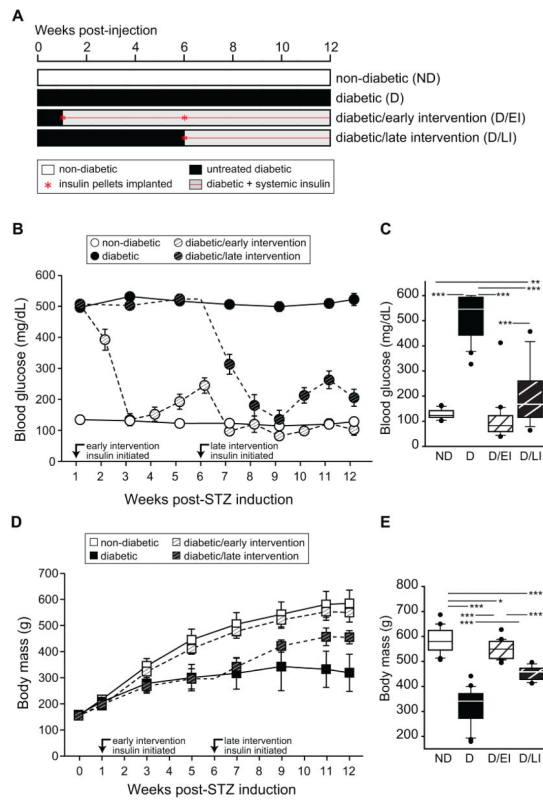 A
Weeks post-injection
0 2 4 6 8 10 12
non-diabetic (ND)
diabetic (D)
* *
diabetic/early intervention (D/EI)
*
diabetic/late intervention (D/LI)
non-diabetic untreated diabetic
* insulin pellets implanted diabetic + systemic insulin
B
non-diabetic diabetic/early intervention
diabetic diabetic/late intervention
Blood glucose (mg/dL)
600
500
400
300
200
100
0
early intervention insulin initiated
late intervention insulin initiated
1 2 3 4 5 6 7 8 9 10 11 12
Weeks post-STZ induction
C
Blood glucose (mg/dL)
**
***
*** ***
***
600
500
400
300
200
100
0
ND D D/EI D/LI
D
non-diabetic diabetic/early intervention
diabetic diabetic/late intervention
Body mass (g)
700
600
500
400
300
200
100
0
early intervention insulin initiated
late intervention insulin initiated
0 1 3 5 6 7 9 11 12
Weeks post-STZ induction
E
Body mass (g)
***
*
***
*** ***
***
800
700
600
500
400
300
200
ND D D/EI D/LI